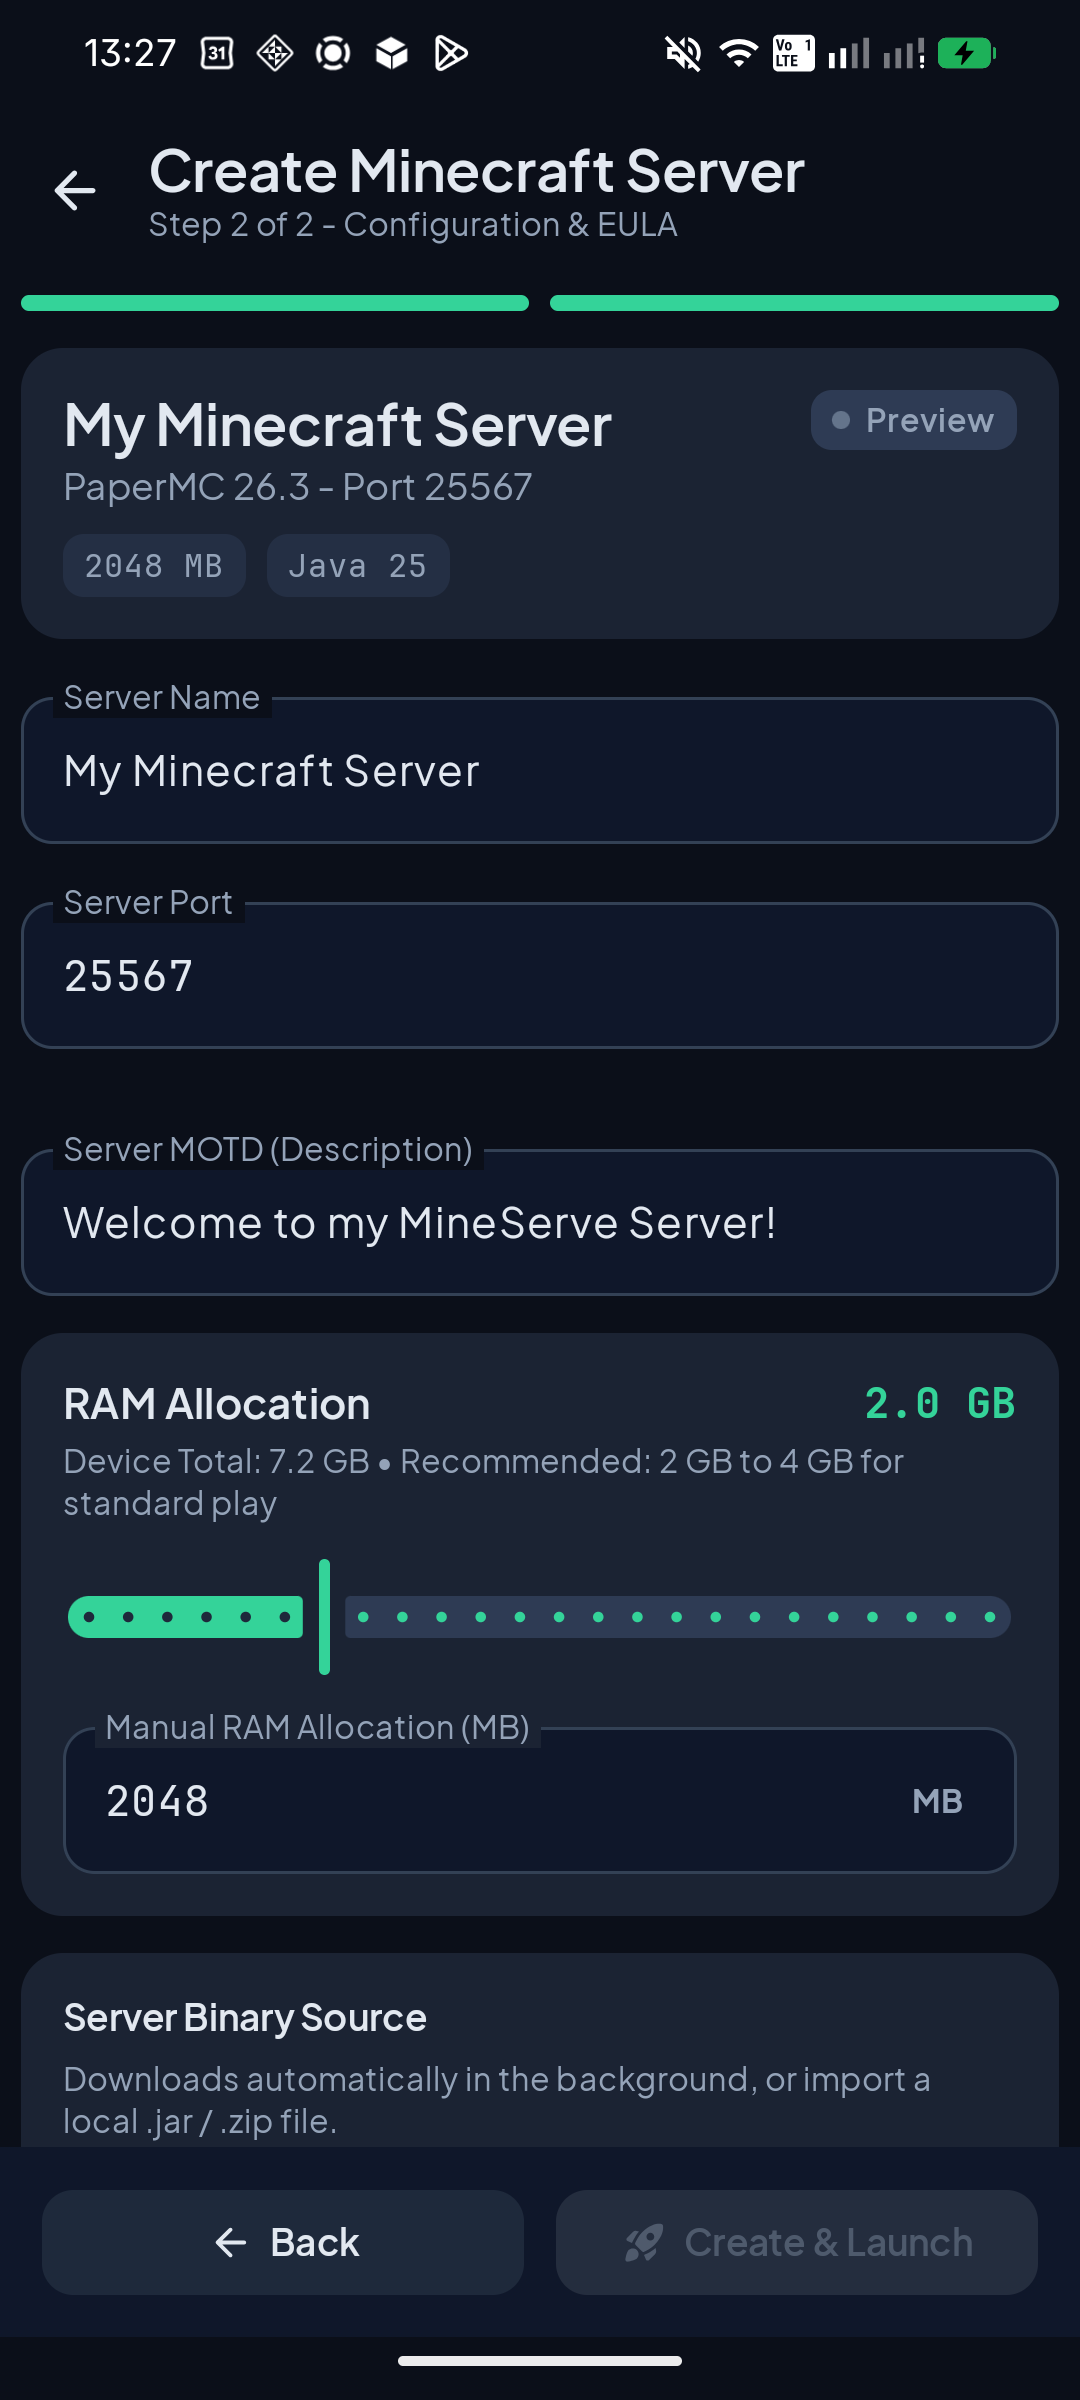 13:27
31
Vo 1
LTE
Create Minecraft Server
Step 2 of 2 - Configuration & EULA
My Minecraft Server
Preview
PaperMC 26.3 - Port 25567
2048 MB
Java 25
Server Name
My Minecraft Server
Server Port
25567
Server MOTD (Description)
Welcome to my MineServe Server!
RAM Allocation
2.0 GB
Device Total: 7.2 GB • Recommended: 2 GB to 4 GB for
standard play
Manual RAM Allocation (MB)
2048
MB
Server Binary Source
Downloads automatically in the background, or import a
local .jar / .zip file.
Back
Create & Launch